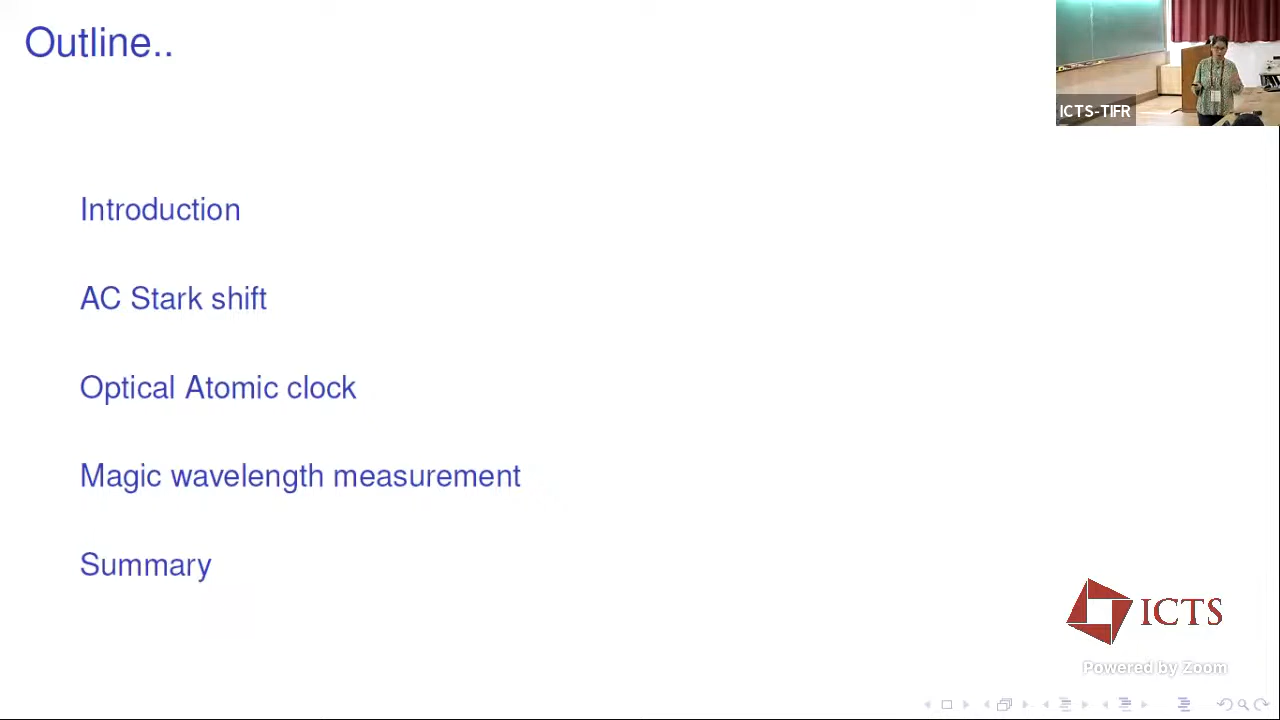 Outline..
ICTS-TIFR
Introduction
AC Stark shift
Optical Atomic clock
Magic wavelength measurement
Summary
ICTS
Powered by Zoom